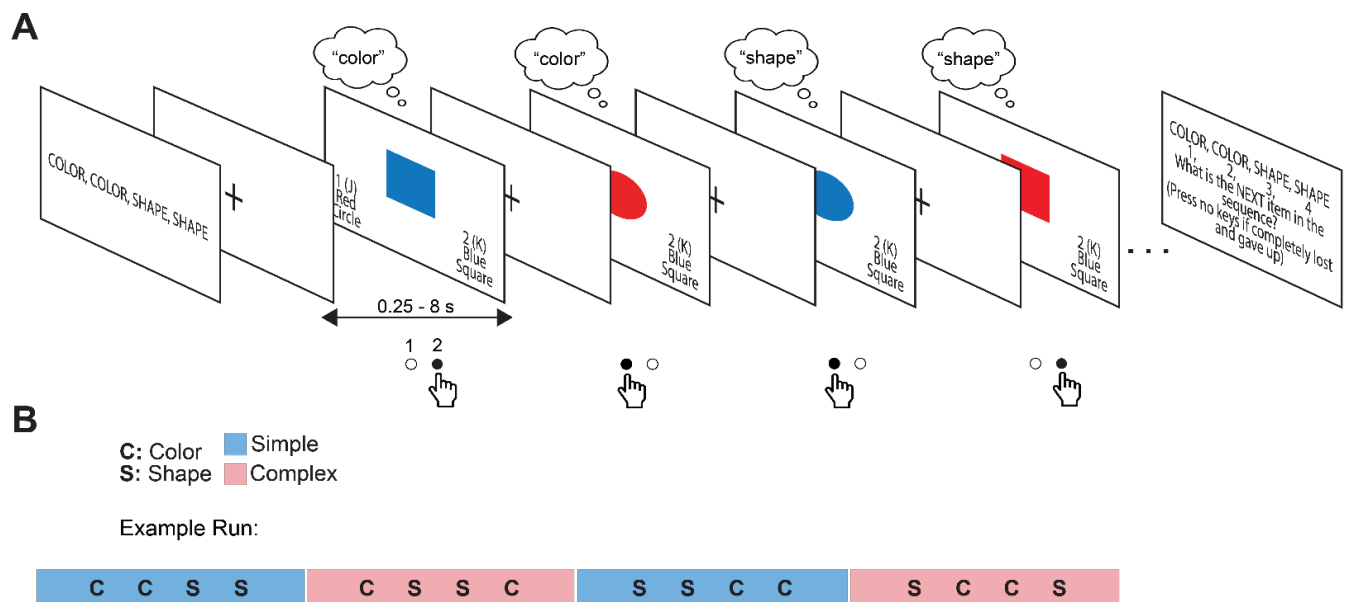 A
“color”
“color”
“shape”
“shape”
COLOR, COLOR, SHAPE, SHAPE
+
1 (J)
Red
Circle
2 (K)
Blue
Square
+
2 (K)
Blue
Square
+
2 (K)
Blue
Square
+
2 (K)
Blue
Square
. . .
COLOR, COLOR, SHAPE, SHAPE
1, 2, 3, 4
What is the NEXT item in the
sequence?
(Press no keys if completely lost
and gave up)
0.25 - 8 s
1 2
B
C: Color
S: Shape
Simple
Complex
Example Run:
C C S S C S S C S S C C S C C S